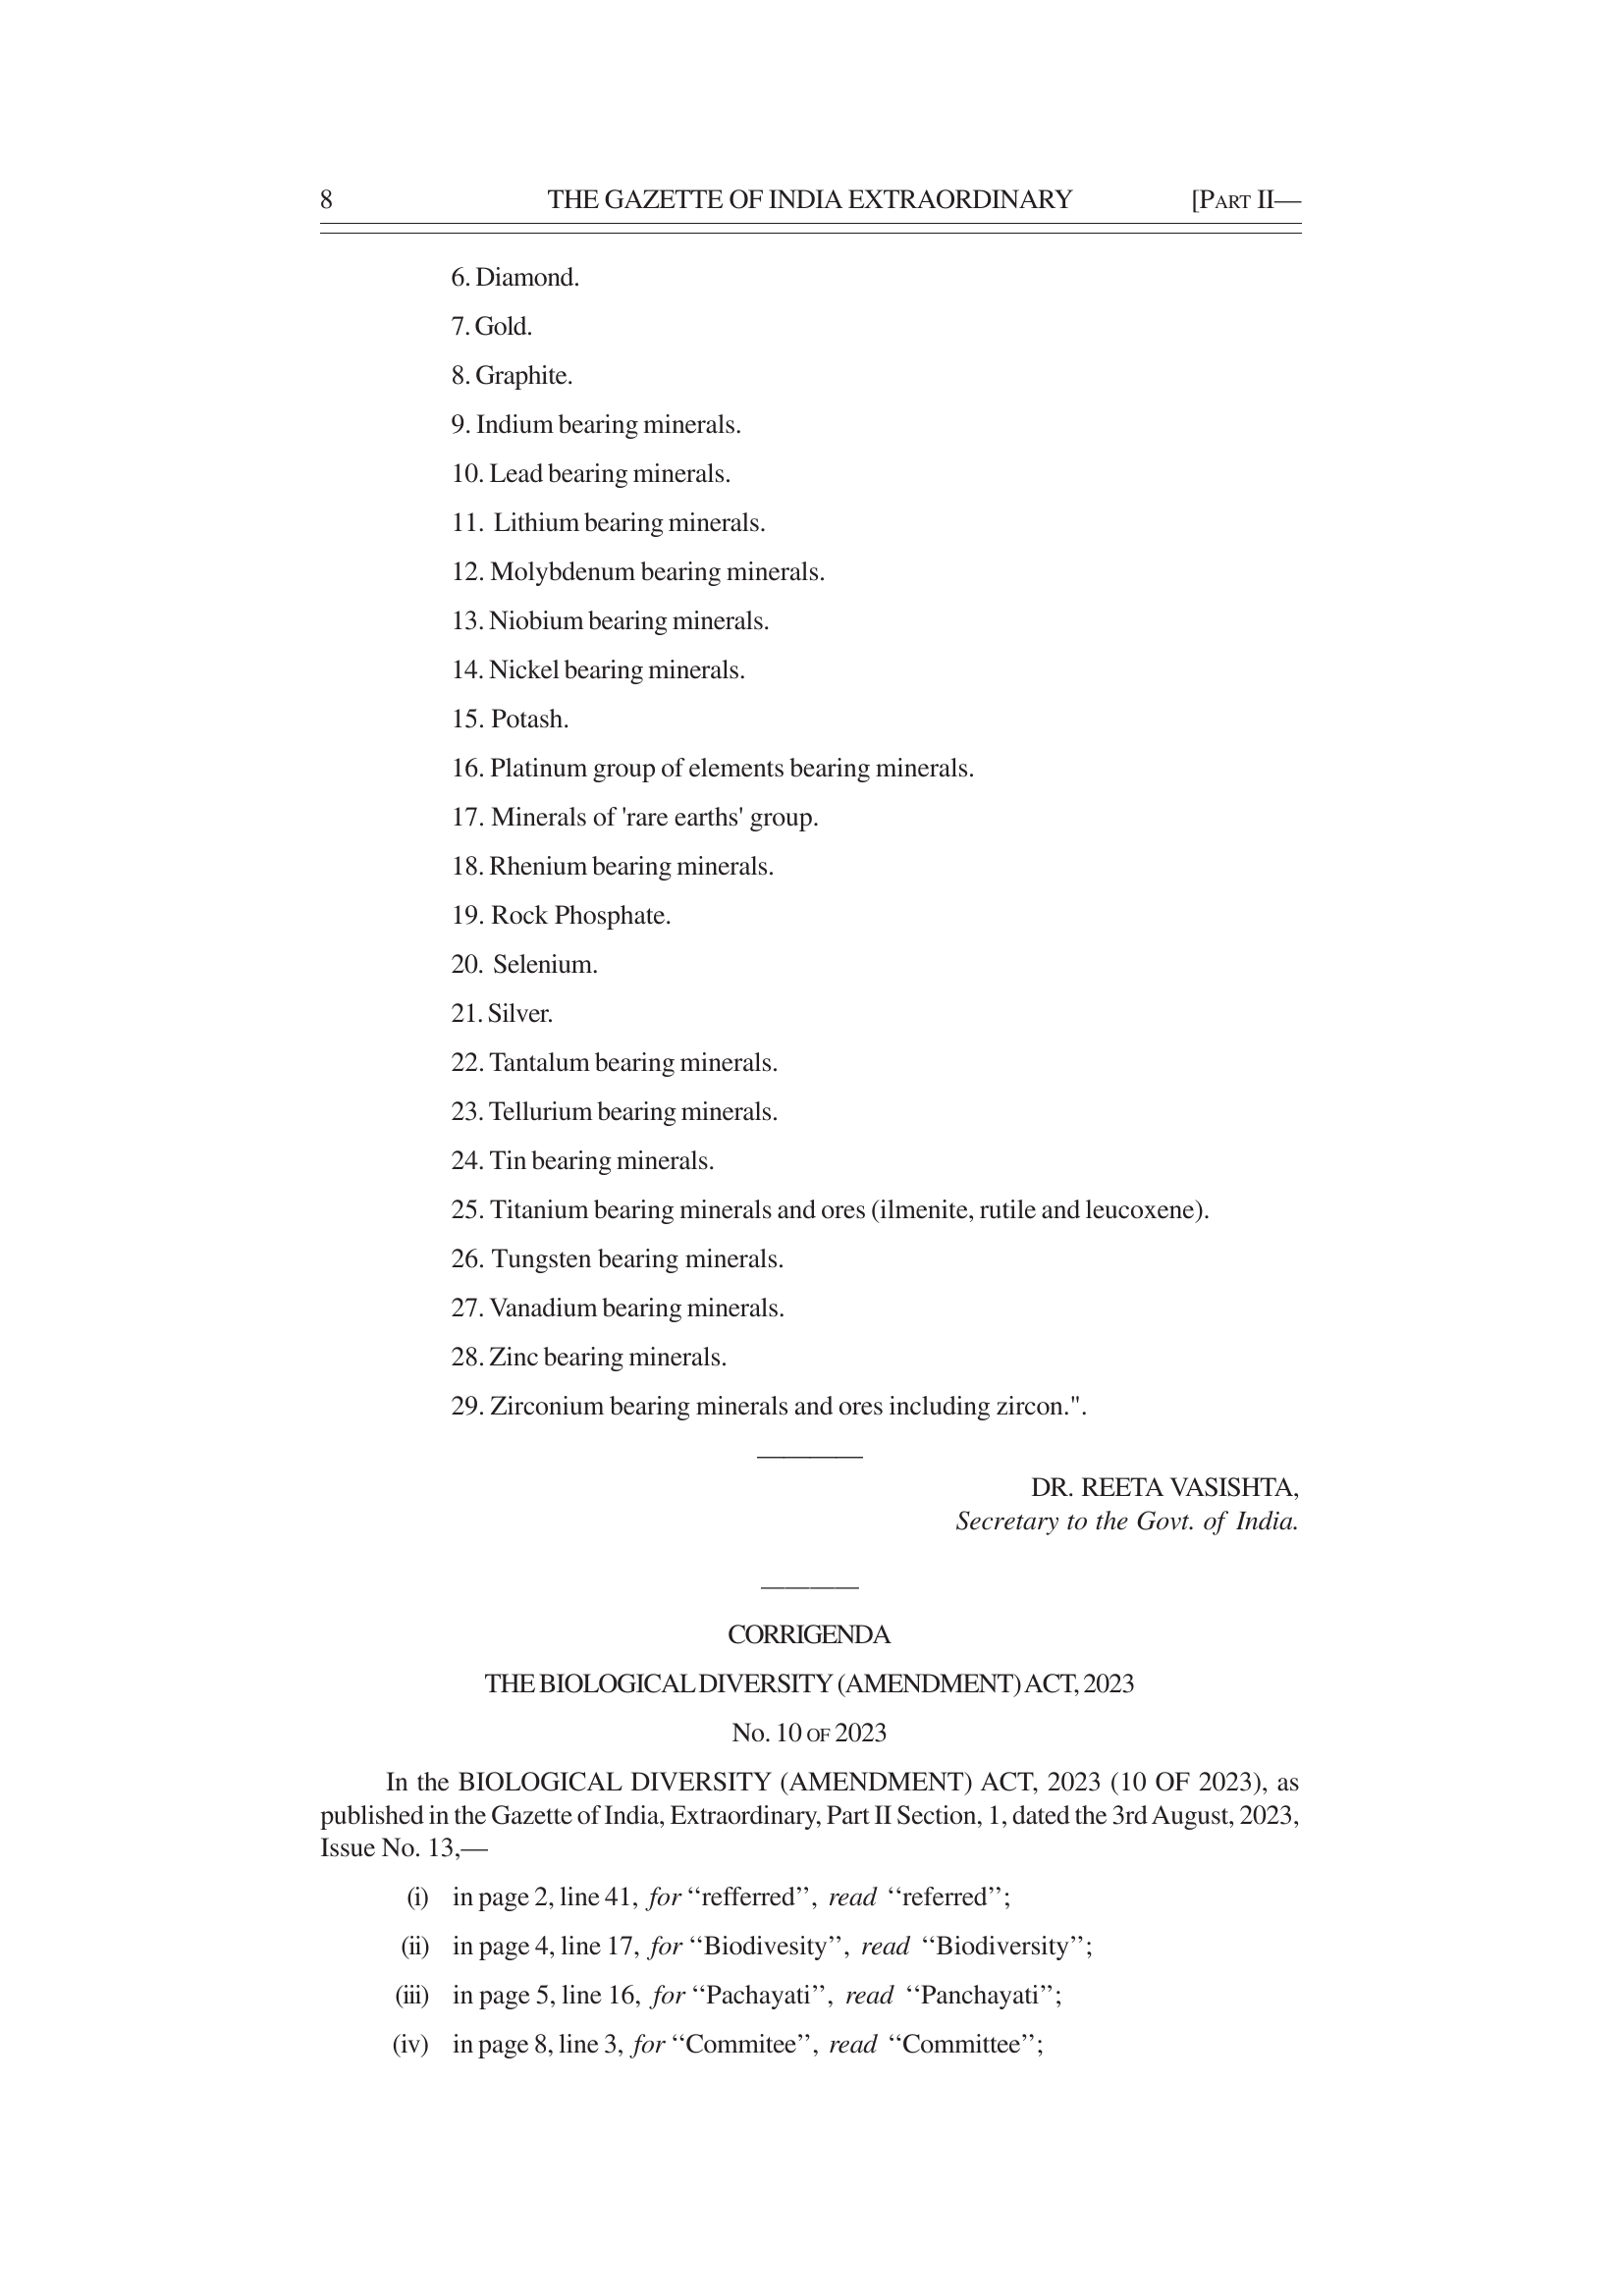 8 THE GAZETTE OF INDIA EXTRAORDINARY [PART II—
6. Diamond.
7. Gold.
8. Graphite.
9. Indium bearing minerals.
10. Lead bearing minerals.
11. Lithium bearing minerals.
12. Molybdenum bearing minerals.
13. Niobium bearing minerals.
14. Nickel bearing minerals.
15. Potash.
16. Platinum group of elements bearing minerals.
17. Minerals of 'rare earths' group.
18. Rhenium bearing minerals.
19. Rock Phosphate.
20. Selenium.
21. Silver.
22. Tantalum bearing minerals.
23. Tellurium bearing minerals.
24. Tin bearing minerals.
25. Titanium bearing minerals and ores (ilmenite, rutile and leucoxene).
26. Tungsten bearing minerals.
27. Vanadium bearing minerals.
28. Zinc bearing minerals.
29. Zirconium bearing minerals and ores including zircon.".
DR. REETA VASISHTA,
Secretary to the Govt. of India.
CORRIGENDA
THE BIOLOGICAL DIVERSITY (AMENDMENT) ACT, 2023
No. 10 OF 2023
In the BIOLOGICAL DIVERSITY (AMENDMENT) ACT, 2023 (10 OF 2023), as
published in the Gazette of India, Extraordinary, Part II Section, 1, dated the 3rd August, 2023,
Issue No. 13,—
(i) in page 2, line 41, for ‘‘refferred’’, read ‘‘referred’’;
(ii) in page 4, line 17, for ‘‘Biodivesity’’, read ‘‘Biodiversity’’;
(iii) in page 5, line 16, for ‘‘Pachayati’’, read ‘‘Panchayati’’;
(iv) in page 8, line 3, for ‘‘Commitee’’, read ‘‘Committee’’;